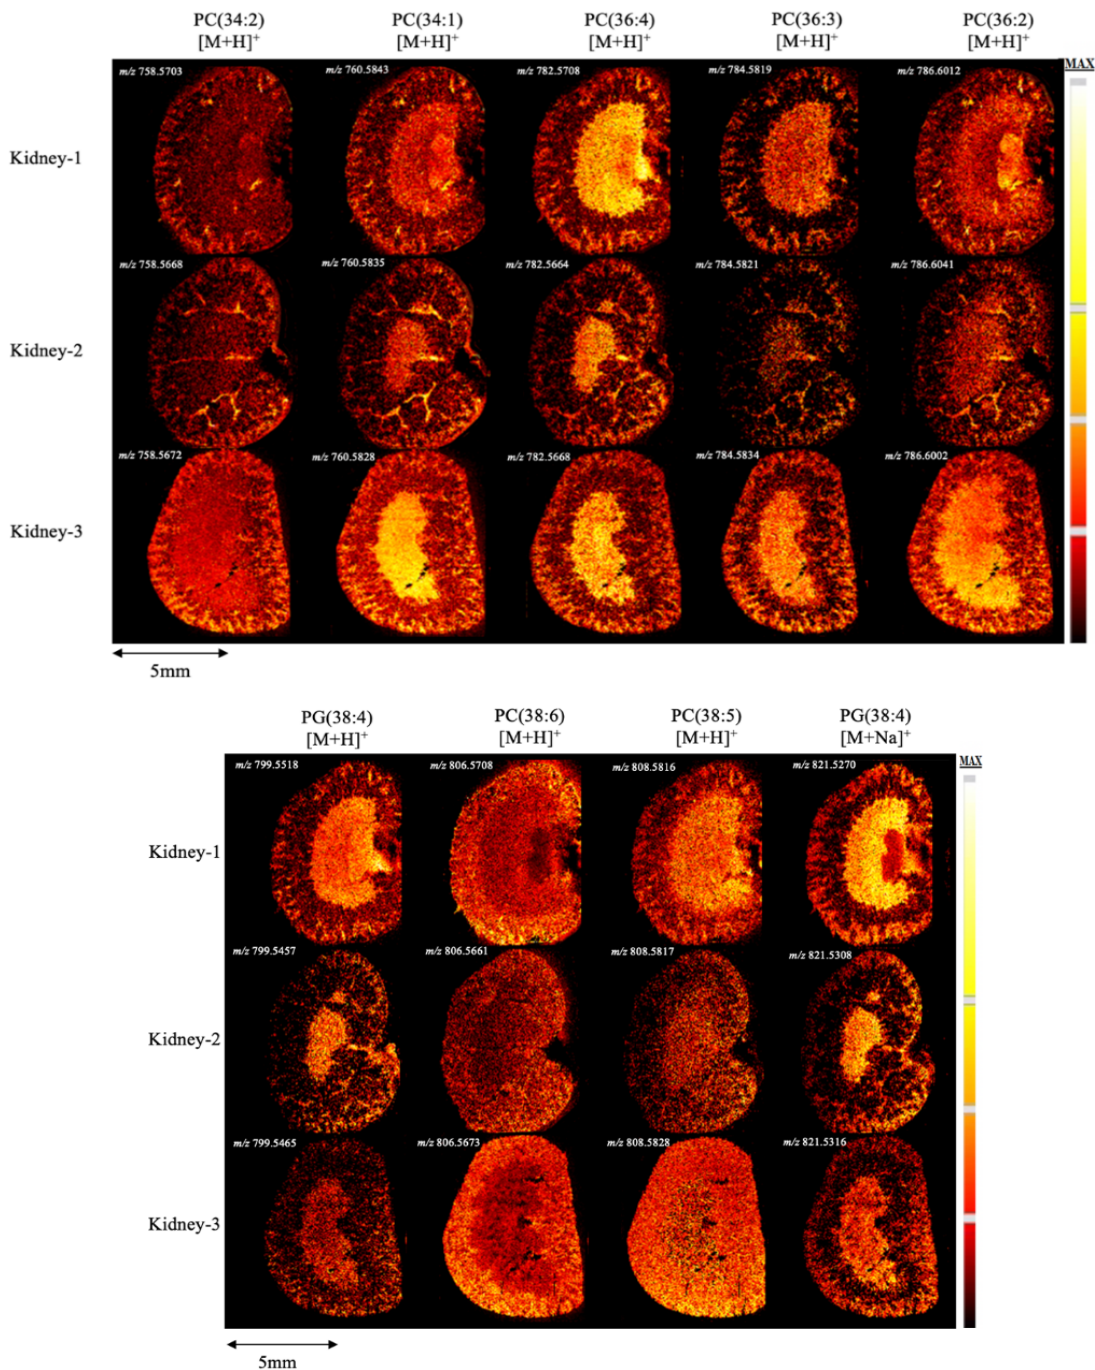 PC(34:2) PC(34:1) PC(36:4) PC(36:3) PC(36:2)
[M+H]⁺ [M+H]⁺ [M+H]⁺ [M+H]⁺ [M+H]⁺
MAX
m/z 758.5703 m/z 760.5843 m/z 782.5708 m/z 784.5819 m/z 786.6012
Kidney-1
m/z 758.5668 m/z 760.5835 m/z 782.5664 m/z 784.5821 m/z 786.6041
Kidney-2
m/z 758.5672 m/z 760.5828 m/z 782.5668 m/z 784.5834 m/z 786.6002
Kidney-3
5mm
PG(38:4) PC(38:6) PC(38:5) PG(38:4)
[M+H]⁺ [M+H]⁺ [M+H]⁺ [M+Na]⁺
MAX
m/z 799.5518 m/z 806.5708 m/z 808.5816 m/z 821.5270
Kidney-1
m/z 799.5457 m/z 806.5661 m/z 808.5817 m/z 821.5308
Kidney-2
m/z 799.5465 m/z 806.5673 m/z 808.5828 m/z 821.5316
Kidney-3
5mm